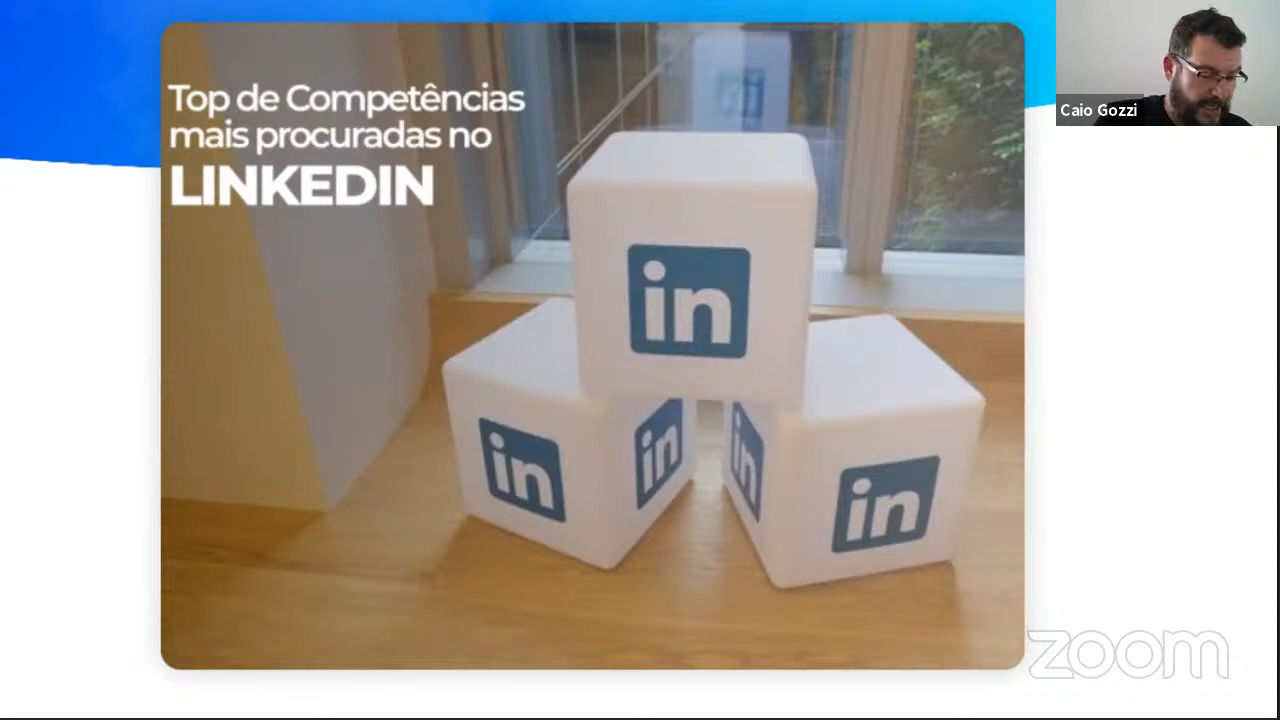 Top de Competências
mais procuradas no
LINKEDIN
Caio Gozzi
in
in
in
in
in
zoom